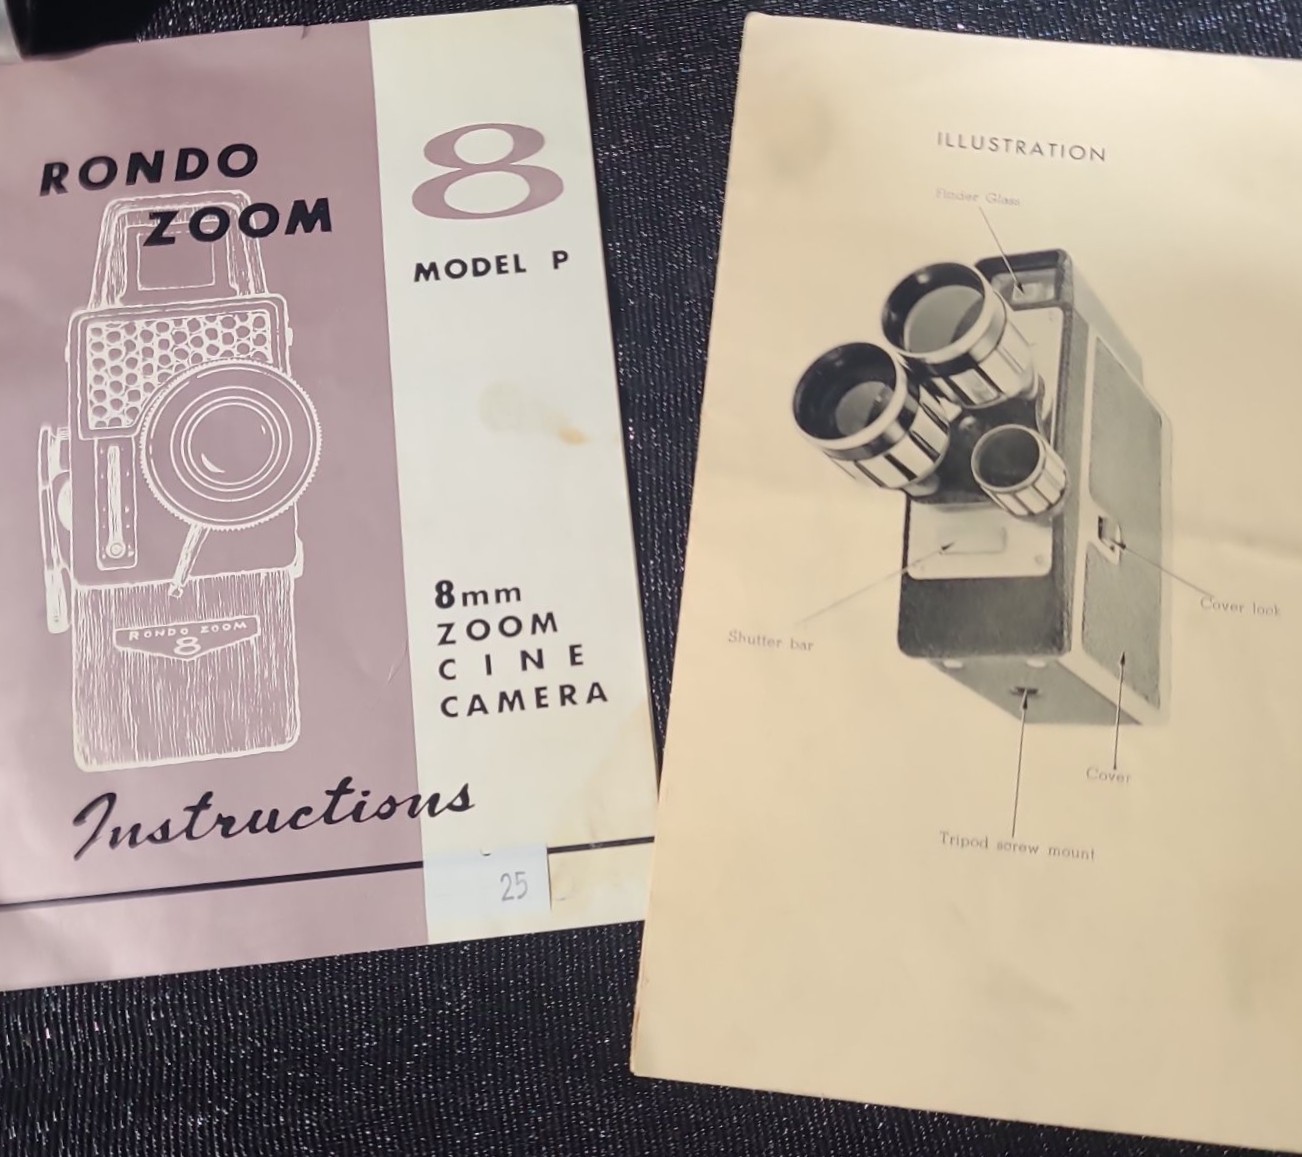 RONDO
ZOOM
8
MODEL P
8mm
ZOOM
CINE
CAMERA
RONDO ZOOM
8
Instructions
25
ILLUSTRATION
Finder Glass
Shutter bar
Cover look
Cover
Tripod screw mount